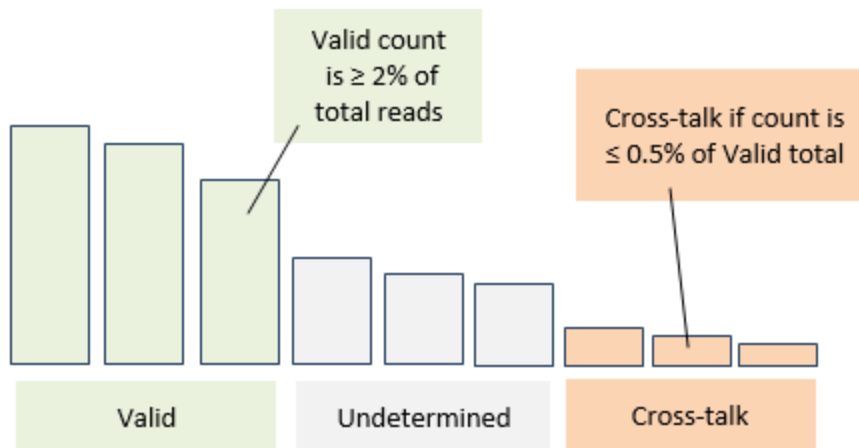 Valid count
is ≥ 2% of
total reads
Cross-talk if count is
≤ 0.5% of Valid total
Valid
Undetermined
Cross-talk